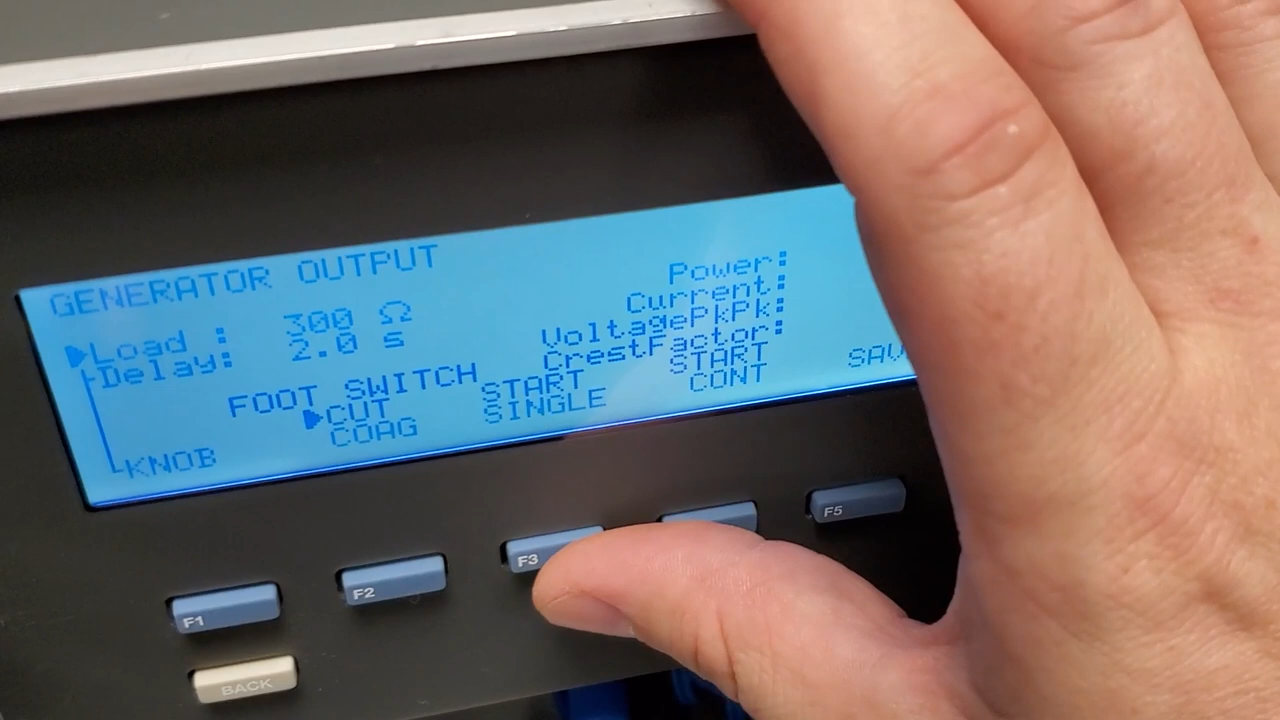 GENERATOR OUTPUT
Load : 300 Ω
Delay: 2.0 s
Power:
Current:
VoltagePkPk:
CrestFactor:
FOOT SWITCH
CUT
COAG
START
SINGLE
START
CONT
KNOB
F1
F2
F3
F5
BACK